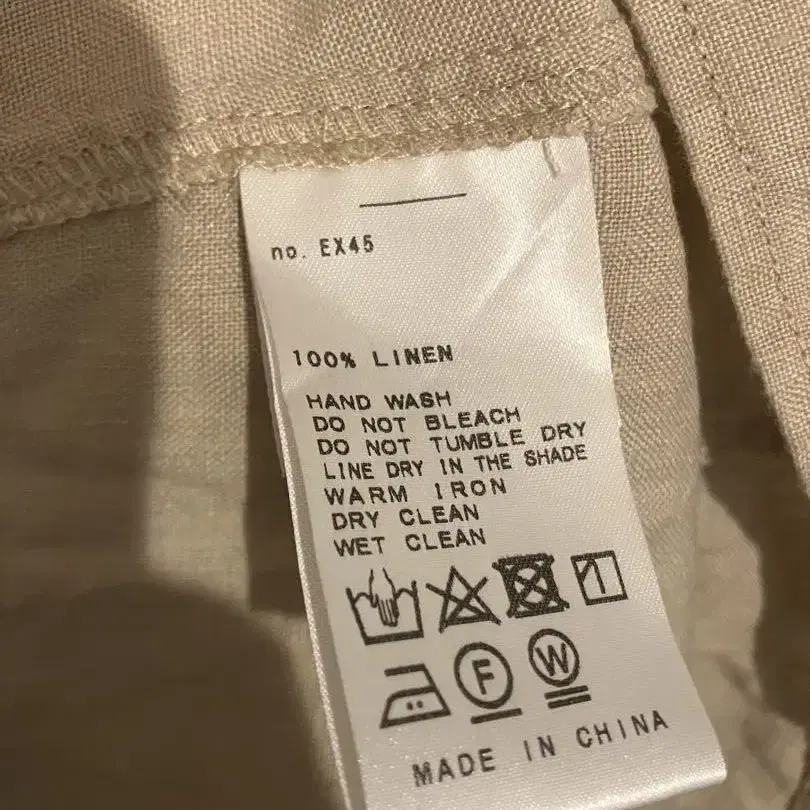 no. EX45
100% LINEN
HAND WASH
DO NOT BLEACH
DO NOT TUMBLE DRY
LINE DRY IN THE SHADE
WARM IRON
DRY CLEAN
WET CLEAN
F W
MADE IN CHINA